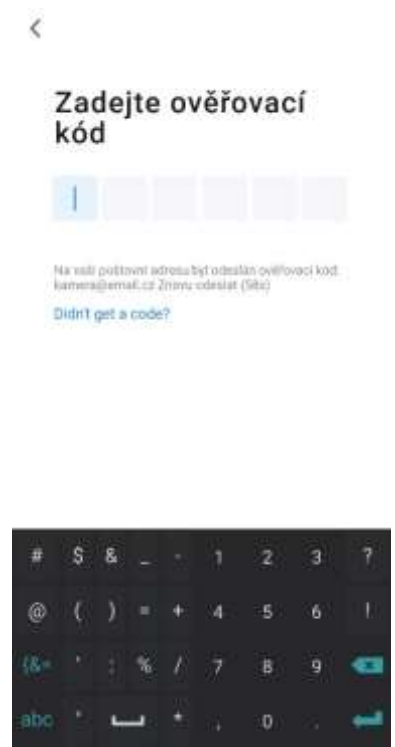 Zadejte ověřovací
kód
Na vaši poštovní adresu byl odeslán ověřovací kód:
kamera@email.cz Znovu odeslat (58s)
Didn't get a code?
# $ & _ - 1 2 3 ?
@ ( ) = + 4 5 6 !
{&= ' : % / 7 8 9
abc * , 0 .